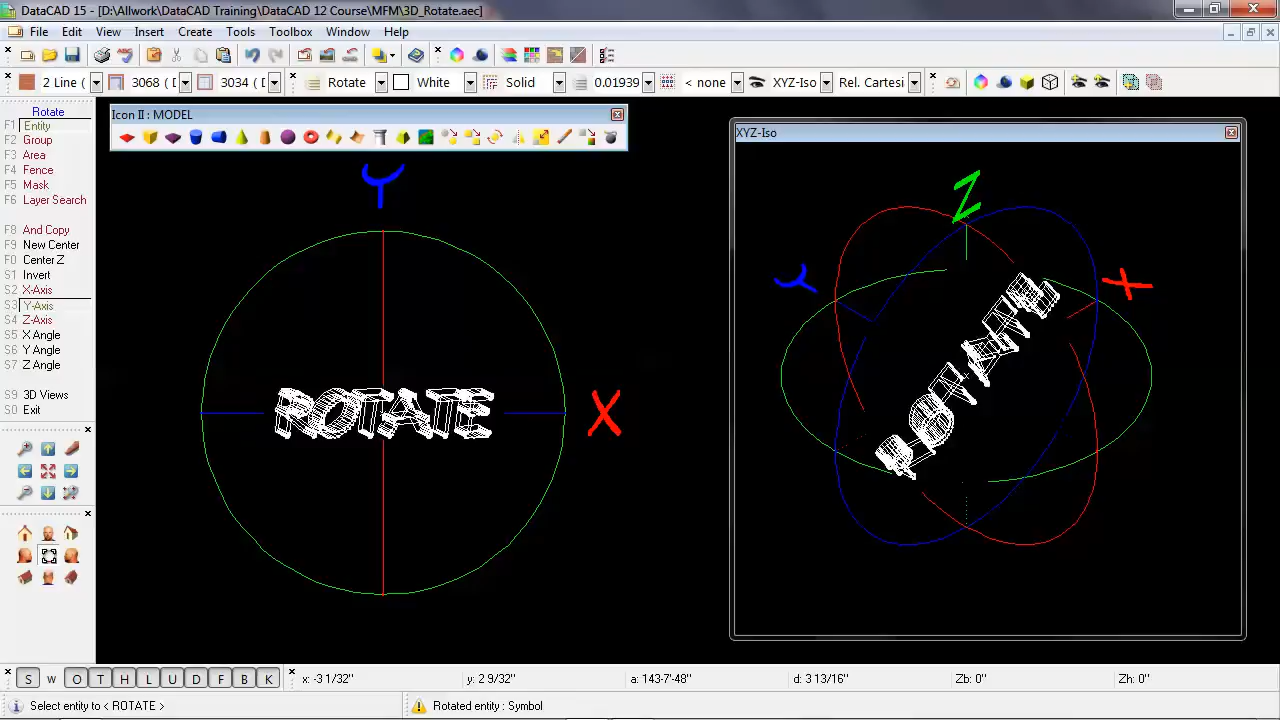 DataCAD 15 - [D:\Allwork\DataCAD Training\DataCAD 12 Course\MFM\3D_Rotate.aec]
File Edit View Insert Create Tools Toolbox Window Help
2 Line ( 3068 ( D 3034 ( D Rotate White Solid 0.01939 < none XYZ-Iso Rel. Cartesi
Rotate
F1 Entity
F2 Group
F3 Area
F4 Fence
F5 Mask
F6 Layer Search
F8 And Copy
F9 New Center
F0 Center Z
S1 Invert
S2 X-Axis
S3 Y-Axis
S4 Z-Axis
S5 X Angle
S6 Y Angle
S7 Z Angle
S9 3D Views
S0 Exit
Icon II : MODEL
Y
X
ROTATE
XYZ-Iso
Z
Y
X
ROTATE
S W O T H L U D F B K x: -3 1/32" y: 2 9/32" a: 143-7-48" d: 3 13/16" Zb: 0" Zh: 0"
Select entity to < ROTATE > Rotated entity : Symbol